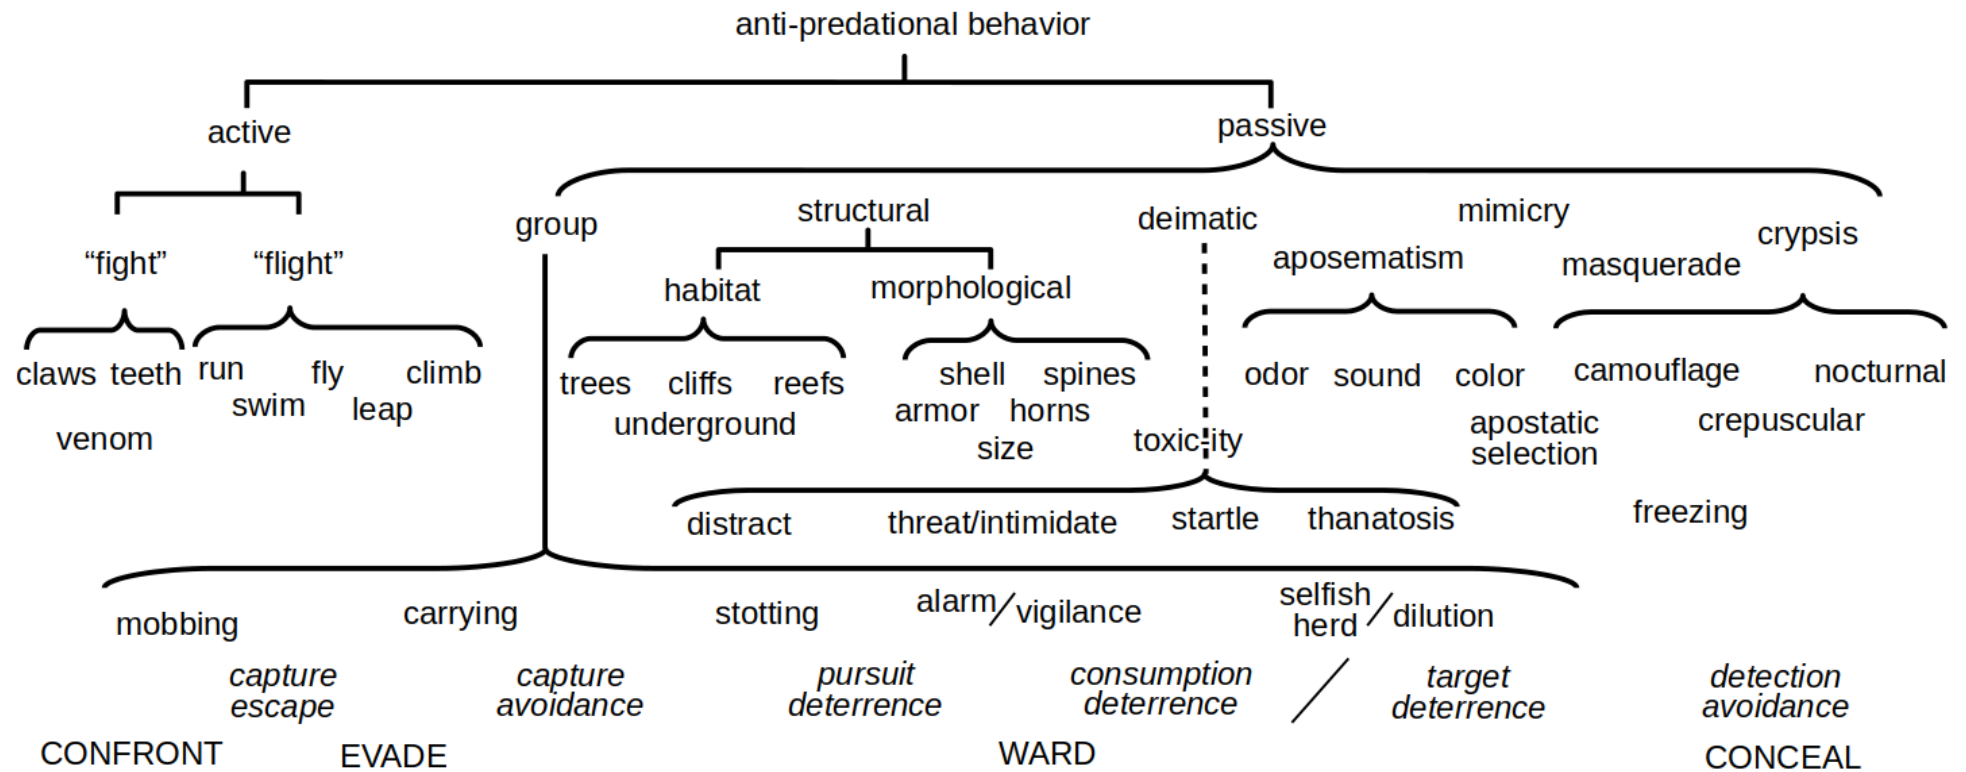 anti-predational behavior
active
passive
"fight"
"flight"
group
structural
deimatic
mimicry
crypsis
habitat
morphological
aposematism
masquerade
claws teeth
venom
run
fly
climb
swim
leap
trees cliffs reefs
underground
shell spines
armor horns
size
toxicity
odor sound color
apostatic
selection
camouflage
nocturnal
crepuscular
freezing
distract
threat/intimidate
startle
thanatosis
mobbing
carrying
stotting
alarm/vigilance
selfish
herd / dilution
capture
escape
capture
avoidance
pursuit
deterrence
consumption
deterrence
/
target
deterrence
detection
avoidance
CONFRONT
EVADE
WARD
CONCEAL